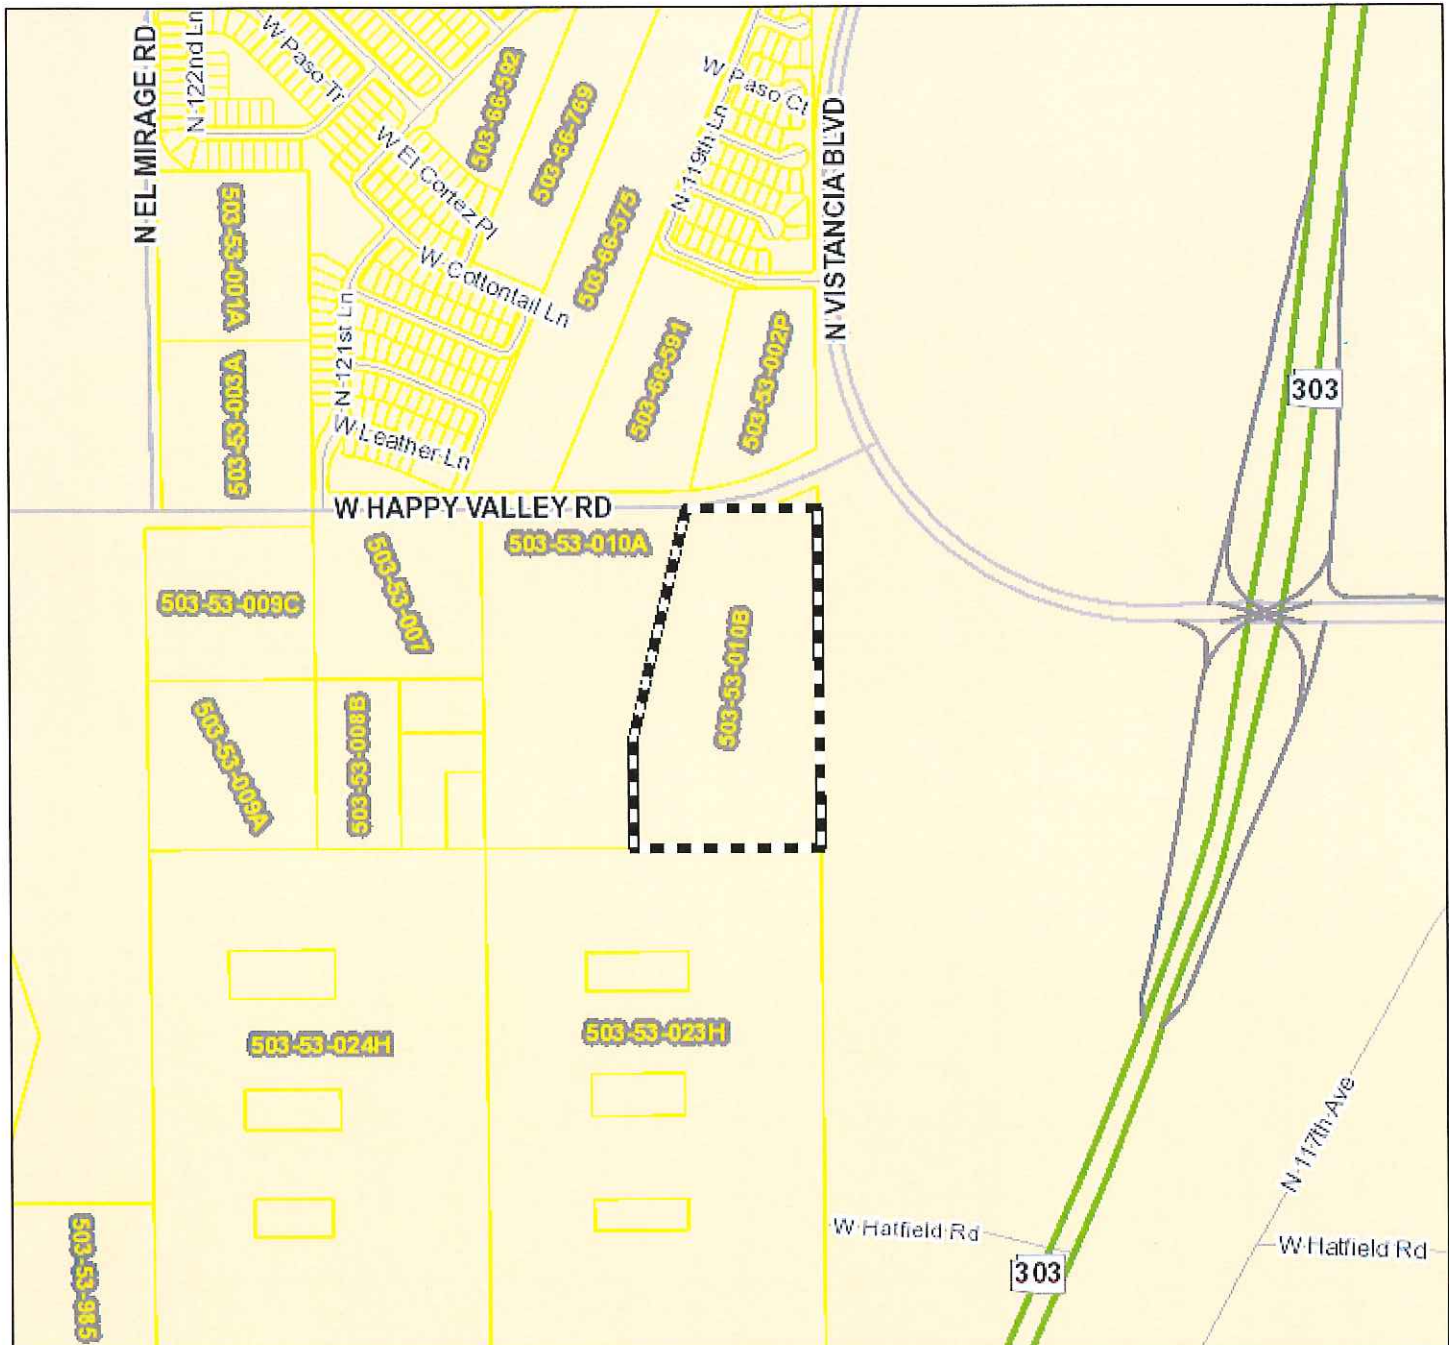 N EL MIRAGE RD
N 122nd Ln
W Paso Tr
503-66-592
503-66-769
W Paso Ct
N VISTANCIA BLVD
W El Cortez Pl
N 119th Ln
503-53-001A
503-66-575
W Cottontail Ln
N 121st Ln
503-66-591
503-53-002P
303
503-53-003A
W Leather Ln
W HAPPY VALLEY RD
503-53-010A
503-53-009C
503-53-007
503-53-010B
503-53-009A
503-53-008B
503-53-024H
503-53-023H
N 117th Ave
W Hatfield Rd
W Hatfield Rd
303
503-53-985